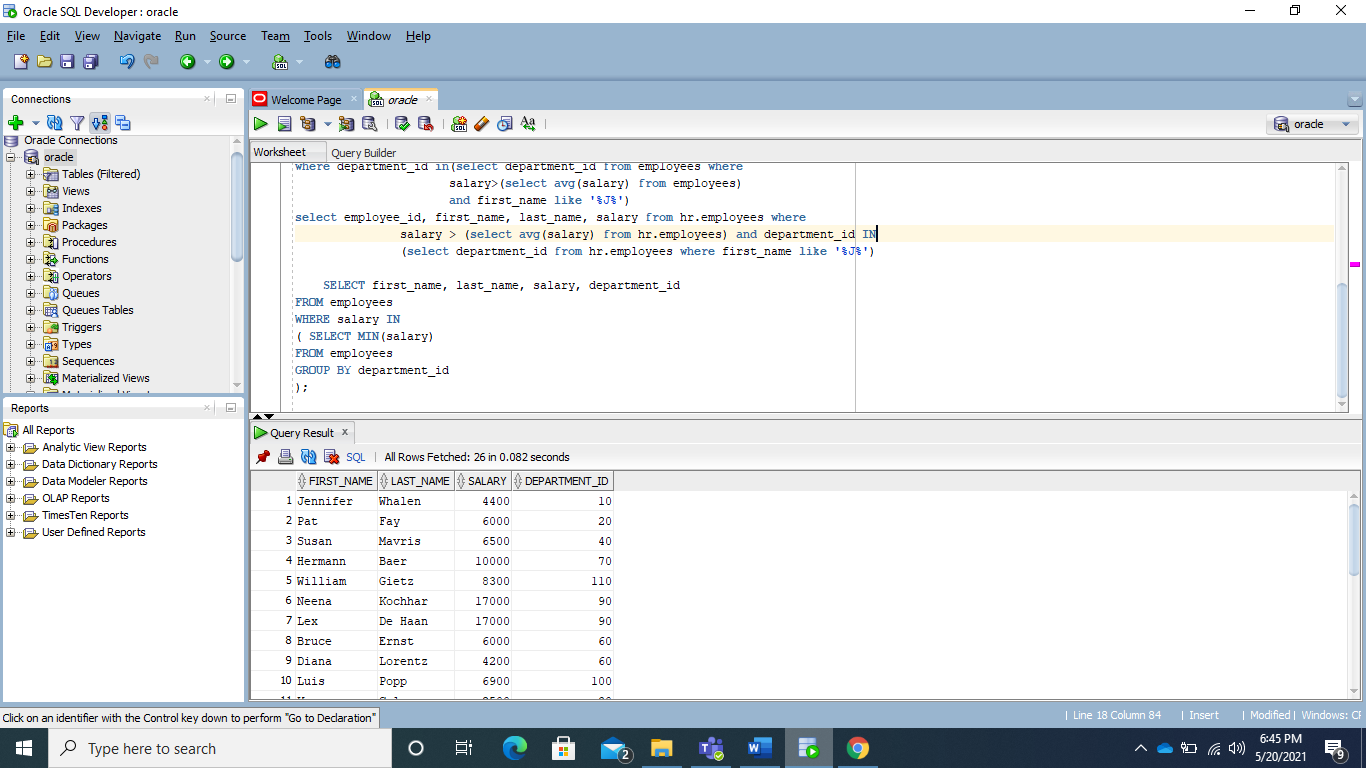 Oracle SQL Developer : oracle
File Edit View Navigate Run Source Team Tools Window Help
Connections
Oracle Connections
oracle
Tables (Filtered)
Views
Indexes
Packages
Procedures
Functions
Operators
Queues
Queues Tables
Triggers
Types
Sequences
Materialized Views
Reports
All Reports
Analytic View Reports
Data Dictionary Reports
Data Modeler Reports
OLAP Reports
TimesTen Reports
User Defined Reports
Welcome Page
oracle
oracle
Worksheet Query Builder
where department_id in(select department_id from employees where
salary>(select avg(salary) from employees)
and first_name like '%J%')
select employee_id, first_name, last_name, salary from hr.employees where
salary > (select avg(salary) from hr.employees) and department_id IN
(select department_id from hr.employees where first_name like '%J%')
SELECT first_name, last_name, salary, department_id
FROM employees
WHERE salary IN
( SELECT MIN(salary)
FROM employees
GROUP BY department_id
);
Query Result
SQL | All Rows Fetched: 26 in 0.082 seconds
FIRST_NAME LAST_NAME SALARY DEPARTMENT_ID
1 Jennifer Whalen 4400 10
2 Pat Fay 6000 20
3 Susan Mavris 6500 40
4 Hermann Baer 10000 70
5 William Gietz 8300 110
6 Neena Kochhar 17000 90
7 Lex De Haan 17000 90
8 Bruce Ernst 6000 60
9 Diana Lorentz 4200 60
10 Luis Popp 6900 100
Click on an identifier with the Control key down to perform "Go to Declaration"
| Line 18 Column 84 | Insert | Modified | Windows: CF
Type here to search
2
6:45 PM
5/20/2021
9